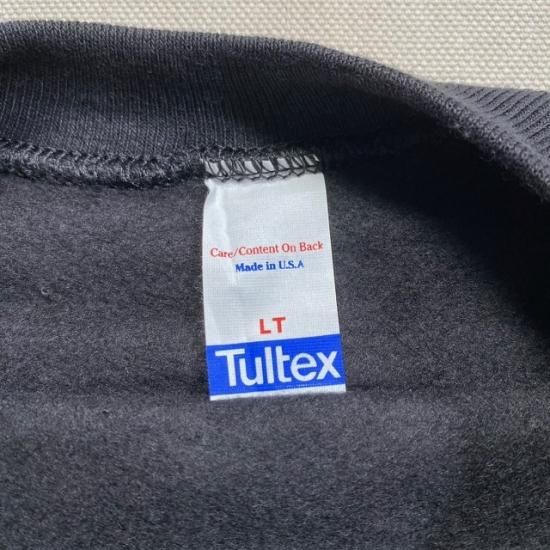 Care/Content On Back
Made in U.S.A
LT
Tultex